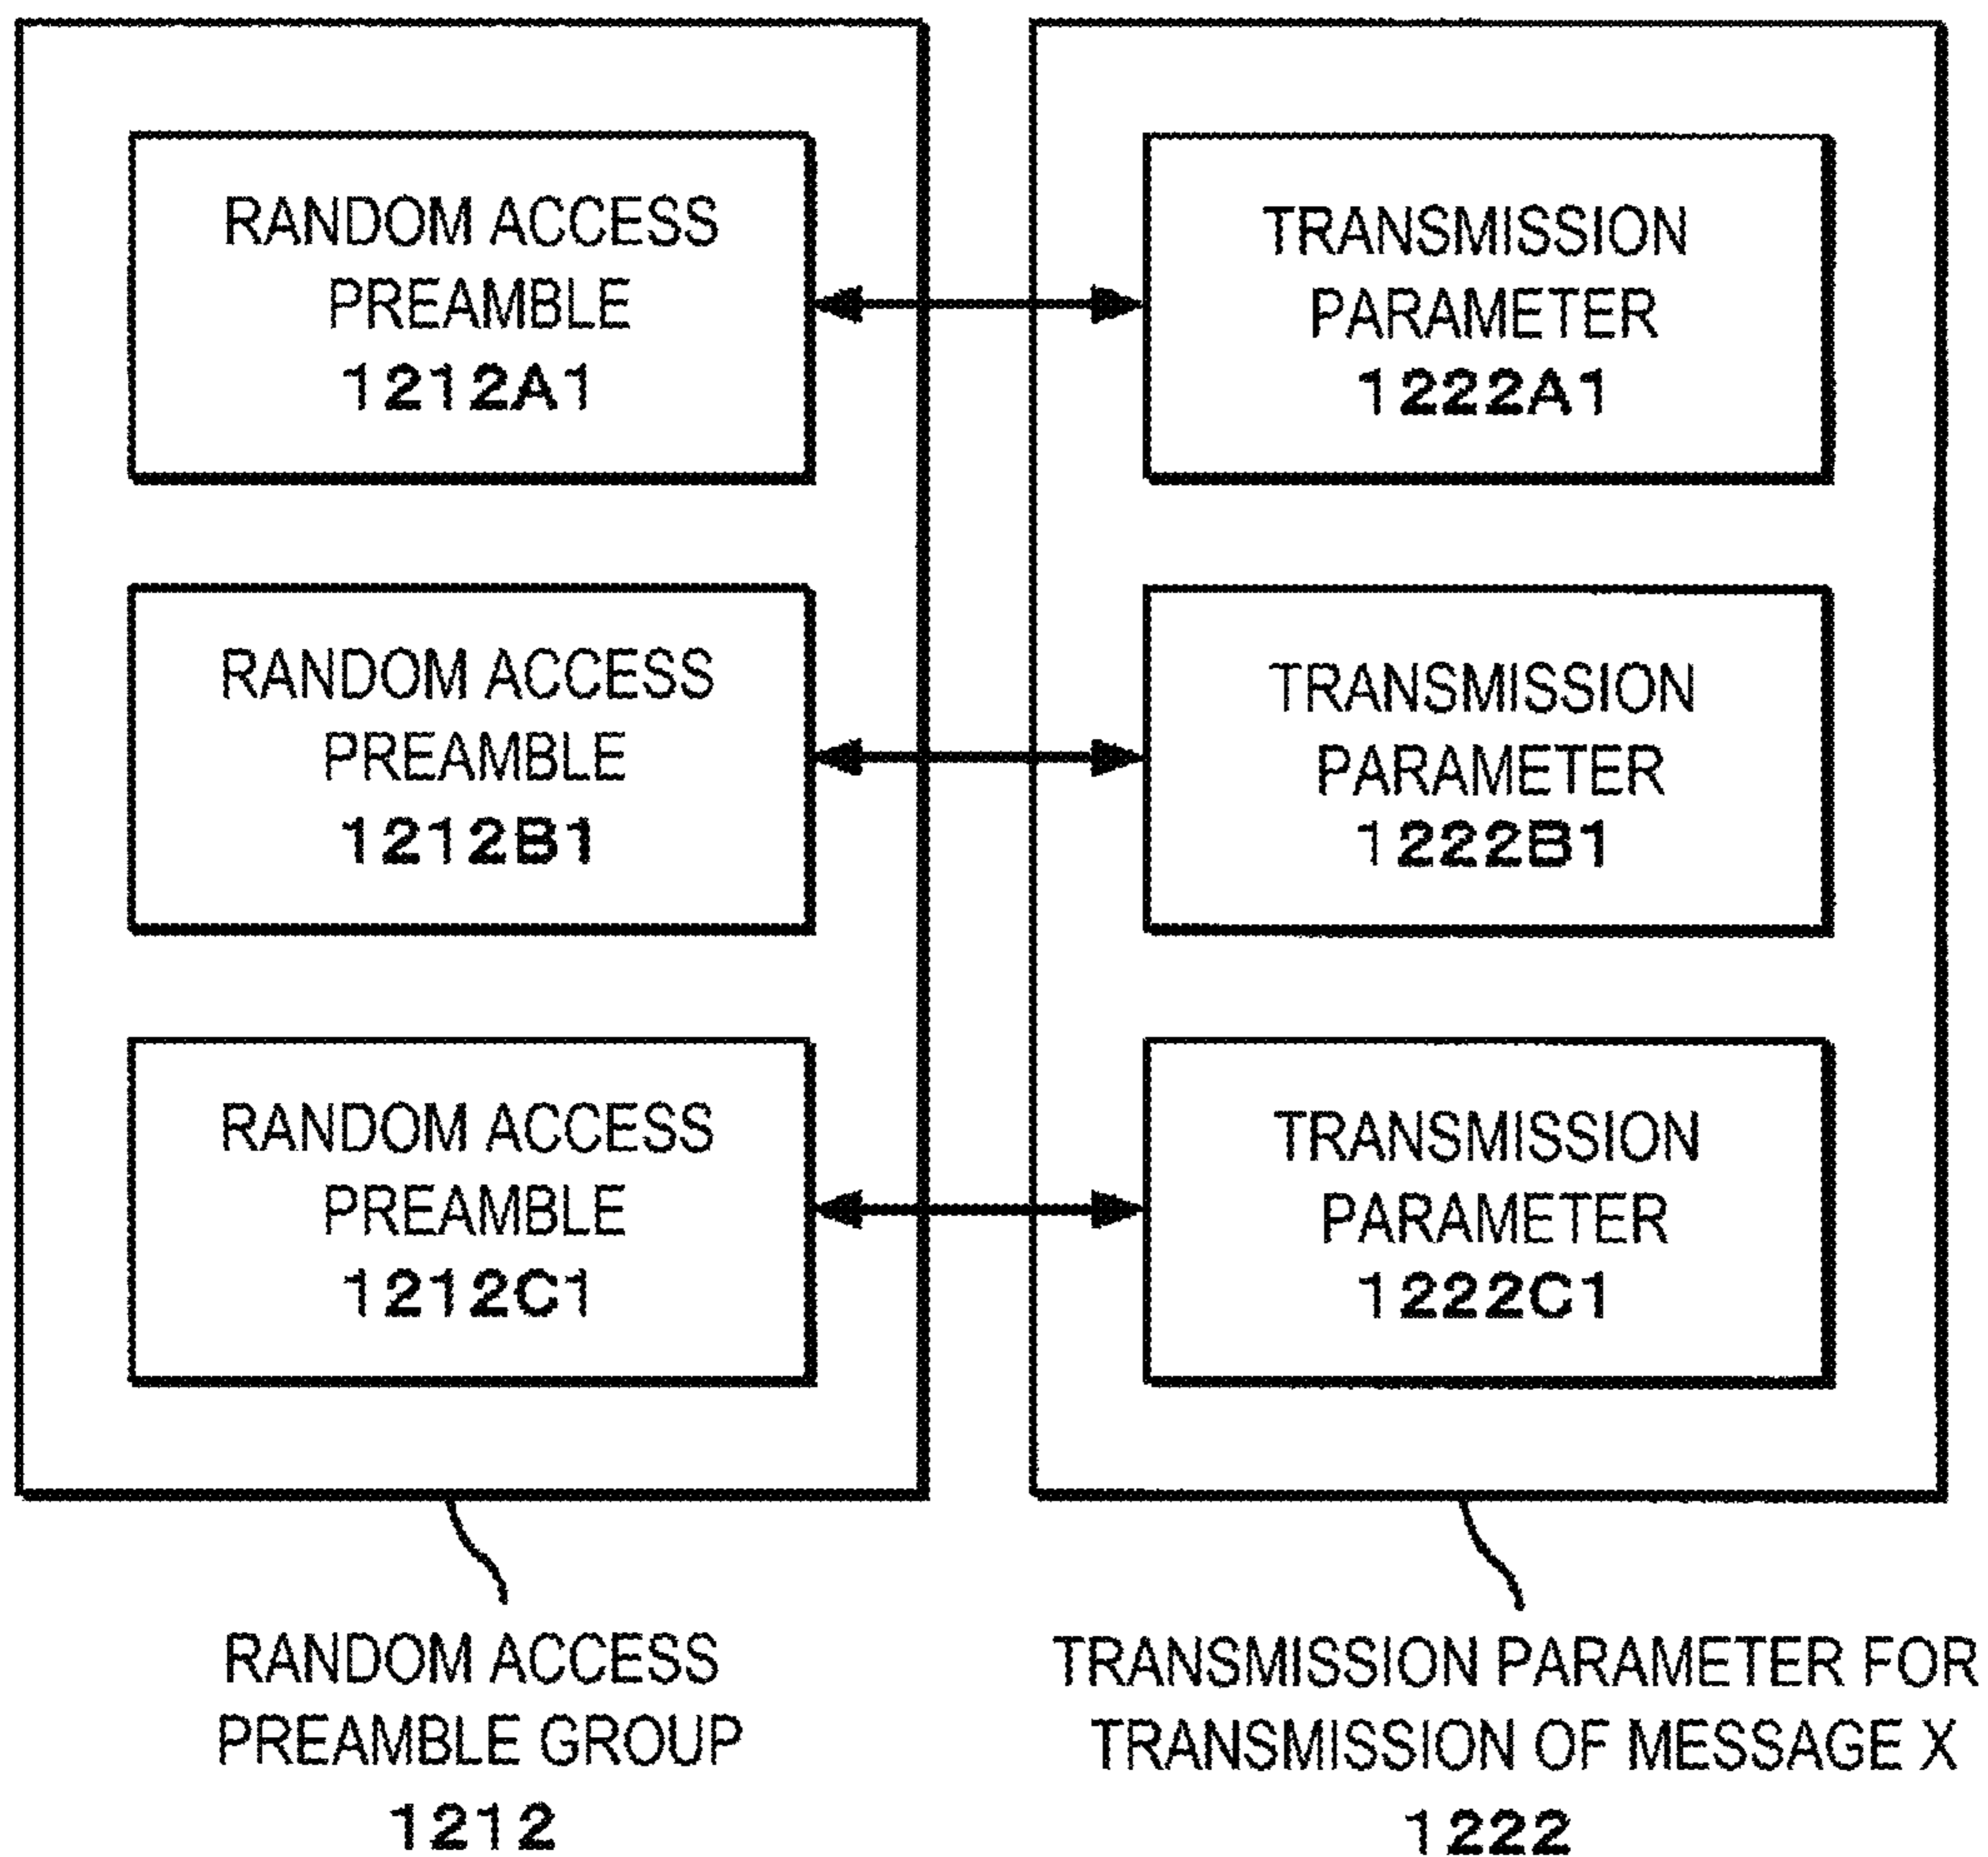 RANDOM ACCESS
PREAMBLE
1212A1
TRANSMISSION
PARAMETER
1222A1
RANDOM ACCESS
PREAMBLE
1212B1
TRANSMISSION
PARAMETER
1222B1
RANDOM ACCESS
PREAMBLE
1212C1
TRANSMISSION
PARAMETER
1222C1
RANDOM ACCESS
PREAMBLE GROUP
1212
TRANSMISSION PARAMETER FOR
TRANSMISSION OF MESSAGE X
1222